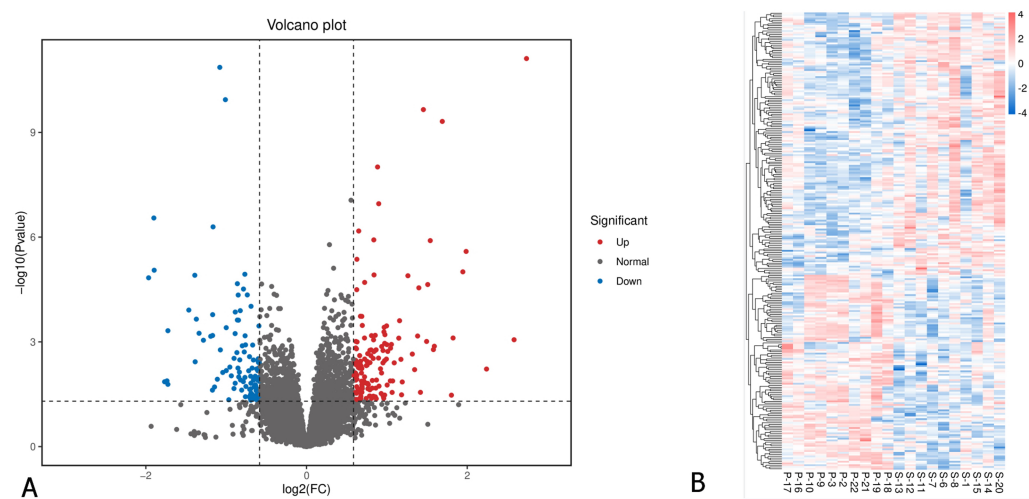 Volcano plot
−log10(Pvalue)
9
6
3
0
−2
0
2
log2(FC)
Significant
Up
Normal
Down
A
4
2
0
-2
-4
P-17
P-16
P-10
P-9
P-3
P-2
P-22
P-21
P-19
P-18
S-13
S-12
S-11
S-7
S-6
S-8
S-1
S-15
S-14
S-20
B